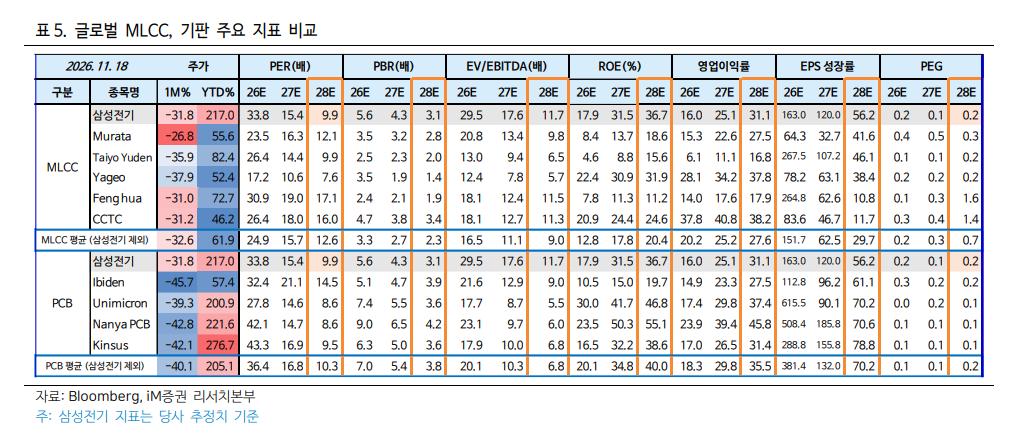 표 5. 글로벌 MLCC, 기판 주요 지표 비교
2026. 11. 18 주가 PER(배) PBR(배) EV/EBITDA(배) ROE(%) 영업이익률 EPS 성장률 PEG
구분 종목명 1M% YTD% 26E 27E 28E 26E 27E 28E 26E 27E 28E 26E 27E 28E 26E 27E 28E 26E 27E 28E 26E 27E 28E
MLCC
삼성전기 -31.8 217.0 33.8 15.4 9.9 5.6 4.3 3.1 29.5 17.6 11.7 17.9 31.5 36.7 16.0 25.1 31.1 163.0 120.0 56.2 0.2 0.1 0.2
Murata -26.8 55.6 23.5 16.3 12.1 3.5 3.2 2.8 20.8 13.4 9.8 8.4 13.7 18.6 15.3 22.6 27.5 64.3 32.7 41.6 0.4 0.5 0.3
Taiyo Yuden -35.9 82.4 26.4 14.4 9.9 2.5 2.3 2.0 13.0 9.4 6.5 4.6 8.8 15.6 6.1 11.1 16.8 267.5 107.2 46.1 0.1 0.1 0.2
Yageo -37.9 52.4 17.2 10.6 7.6 3.5 1.9 1.4 12.4 7.8 5.7 22.4 30.9 31.9 28.1 34.2 37.8 78.2 63.1 38.4 0.2 0.2 0.2
Feng hua -31.0 72.7 30.9 19.0 17.1 2.4 2.1 1.9 18.1 12.4 11.5 7.8 11.3 11.2 14.0 17.6 17.9 264.8 62.6 10.8 0.1 0.3 1.6
CCTC -31.2 46.2 26.4 18.0 16.0 4.7 3.8 3.4 18.1 12.7 11.3 20.9 24.4 24.6 37.8 40.8 38.2 83.6 46.7 11.7 0.3 0.4 1.4
MLCC 평균 (삼성전기 제외) -32.6 61.9 24.9 15.7 12.6 3.3 2.7 2.3 16.5 11.1 9.0 12.8 17.8 20.4 20.2 25.2 27.6 151.7 62.5 29.7 0.2 0.3 0.7
PCB
삼성전기 -31.8 217.0 33.8 15.4 9.9 5.6 4.3 3.1 29.5 17.6 11.7 17.9 31.5 36.7 16.0 25.1 31.1 163.0 120.0 56.2 0.2 0.1 0.2
Ibiden -45.7 57.4 32.4 21.1 14.5 5.1 4.7 3.9 21.6 12.9 9.0 10.5 15.0 19.7 14.9 23.3 27.5 112.8 96.2 61.1 0.3 0.2 0.2
Unimicron -39.3 200.9 27.8 14.6 8.6 7.4 5.5 3.6 17.7 8.7 5.5 30.0 41.7 46.8 17.4 29.8 37.4 615.5 90.1 70.2 0.0 0.2 0.1
Nanya PCB -42.8 221.6 42.1 14.7 8.6 9.0 6.5 4.2 23.1 9.7 6.0 23.5 50.3 55.1 23.9 39.4 45.8 508.4 185.8 70.6 0.1 0.1 0.1
Kinsus -42.1 276.7 43.3 16.9 9.5 6.3 5.0 3.6 17.9 10.0 6.8 16.5 32.2 38.6 17.0 26.5 31.4 288.8 155.8 78.8 0.1 0.1 0.1
PCB 평균 (삼성전기 제외) -40.1 205.1 36.4 16.8 10.3 7.0 5.4 3.8 20.1 10.3 6.8 20.1 34.8 40.0 18.3 29.8 35.5 381.4 132.0 70.2 0.1 0.1 0.2
자료: Bloomberg, iM증권 리서치본부
주: 삼성전기 지표는 당사 추정치 기준